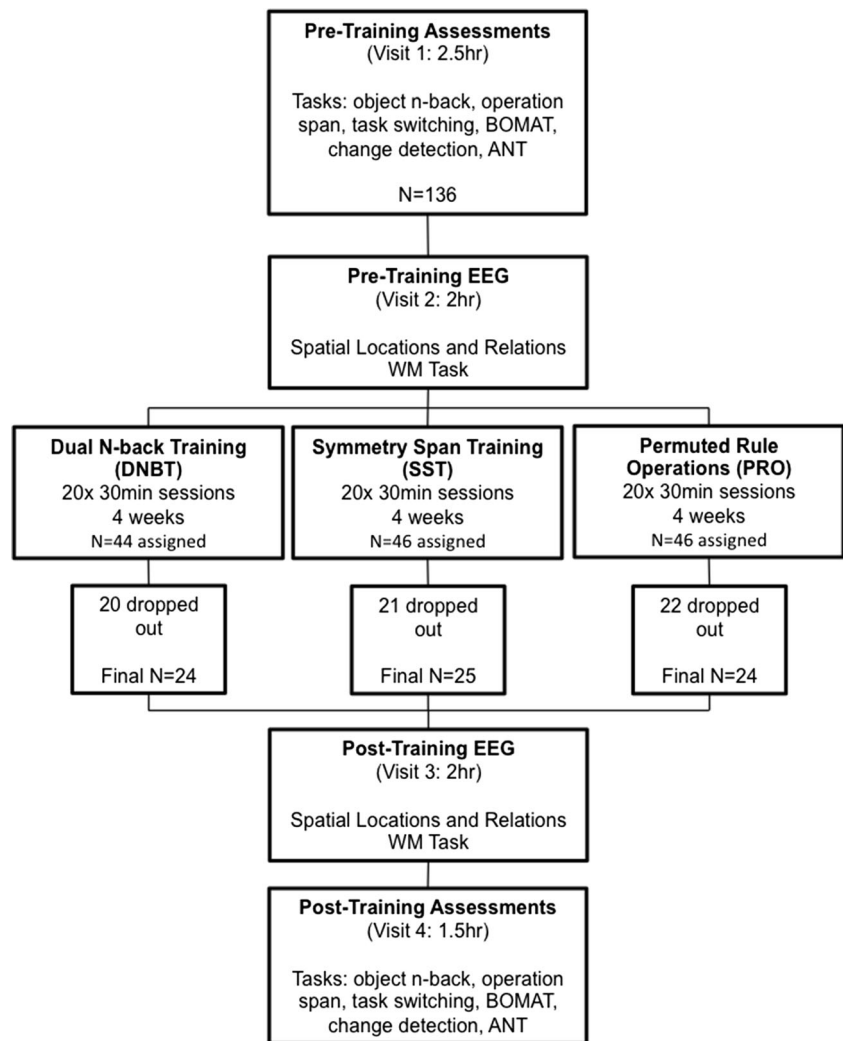 Pre-Training Assessments
(Visit 1: 2.5hr)
Tasks: object n-back, operation
span, task switching, BOMAT,
change detection, ANT
N=136
Pre-Training EEG
(Visit 2: 2hr)
Spatial Locations and Relations
WM Task
Dual N-back Training
(DNBT)
20x 30min sessions
4 weeks
N=44 assigned
Symmetry Span Training
(SST)
20x 30min sessions
4 weeks
N=46 assigned
Permuted Rule
Operations (PRO)
20x 30min sessions
4 weeks
N=46 assigned
20 dropped
out
Final N=24
21 dropped
out
Final N=25
22 dropped
out
Final N=24
Post-Training EEG
(Visit 3: 2hr)
Spatial Locations and Relations
WM Task
Post-Training Assessments
(Visit 4: 1.5hr)
Tasks: object n-back, operation
span, task switching, BOMAT,
change detection, ANT